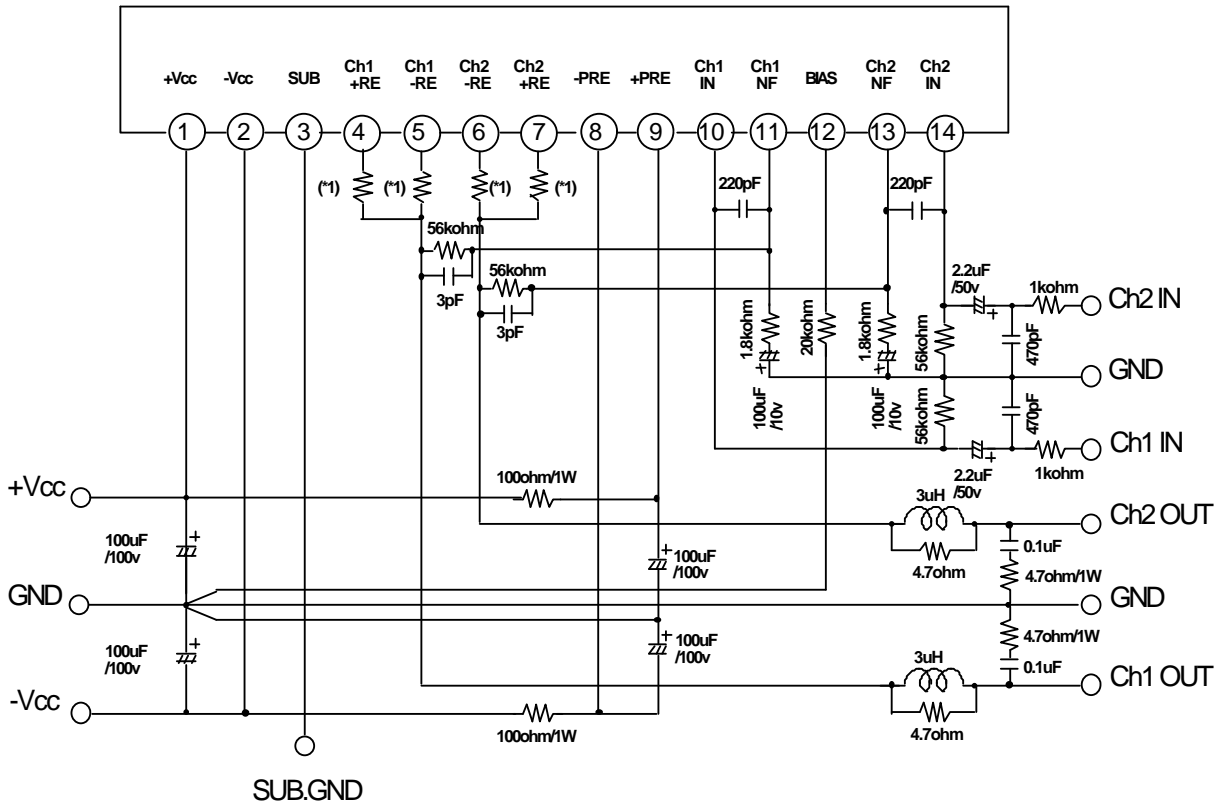 +Vcc -Vcc SUB Ch1 +RE Ch1 -RE Ch2 -RE Ch2 +RE -PRE +PRE Ch1 IN Ch1 NF BIAS Ch2 NF Ch2 IN
1 2 3 4 5 6 7 8 9 10 11 12 13 14
(*1) (*1) (*1) (*1)
220pF 220pF
56kohm
3pF
56kohm
3pF
2.2uF
/50v
1kohm
Ch2 IN
1.8kohm
20kohm
1.8kohm
56kohm
470pF
GND
100uF
/10v
100uF
/10v
56kohm
470pF
Ch1 IN
2.2uF
/50v
1kohm
+Vcc
100ohm/1W
3uH
Ch2 OUT
100uF
/100v
+
100uF
/100v
+
4.7ohm
0.1uF
4.7ohm/1W
GND
GND
100uF
/100v
+
100uF
/100v
+
4.7ohm/1W
3uH
0.1uF
Ch1 OUT
-Vcc
100ohm/1W
4.7ohm
SUB.GND